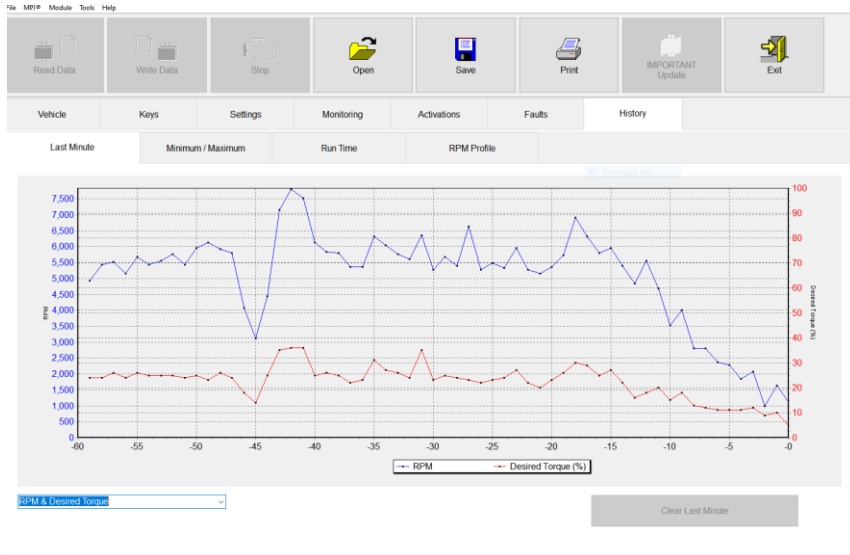 File MPI® Module Tools Help
Read Data Write Data Stop Open Save Print IMPORTANT Update Exit
Vehicle Keys Settings Monitoring Activations Faults History
Last Minute Minimum / Maximum Run Time RPM Profile
7,500
7,000
6,500
6,000
5,500
5,000
4,500
4,000
3,500
3,000
2,500
2,000
1,500
1,000
500
0
RPM
100
90
80
70
60
50
40
30
20
10
0
Desired Torque (%)
-60 -55 -50 -45 -40 -35 -30 -25 -20 -15 -10 -5 -0
RPM Desired Torque (%)
RPM & Desired Torque
Clear Last Minute